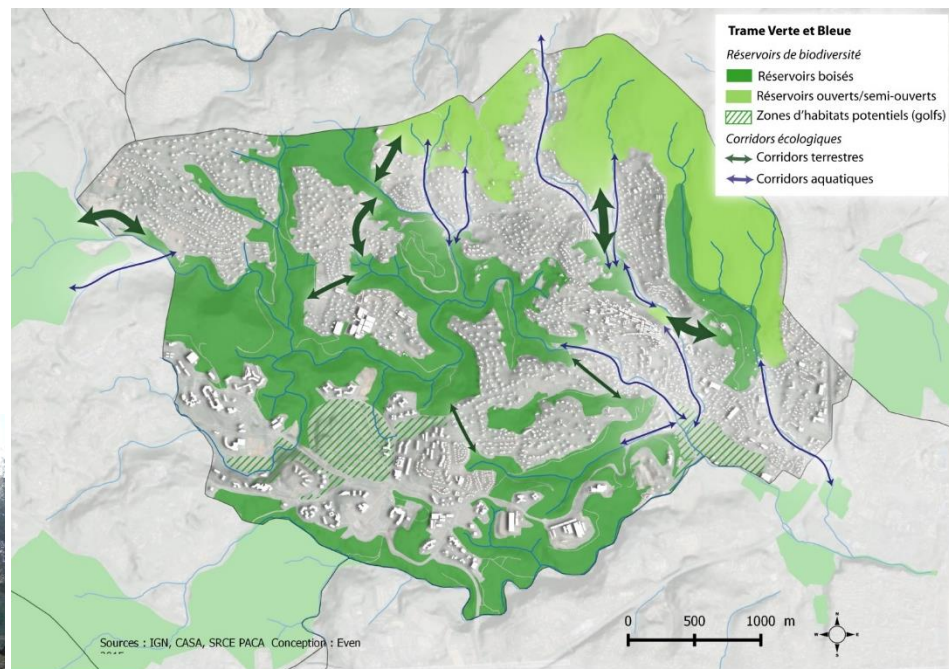 Trame Verte et Bleue
Réservoirs de biodiversité
Réservoirs boisés
Réservoirs ouverts/semi-ouverts
Zones d'habitats potentiels (golfs)
Corridors écologiques
Corridors terrestres
Corridors aquatiques
Sources : IGN, CASA, SRCE PACA Conception : Even
0 500 1000 m
N
W E
S